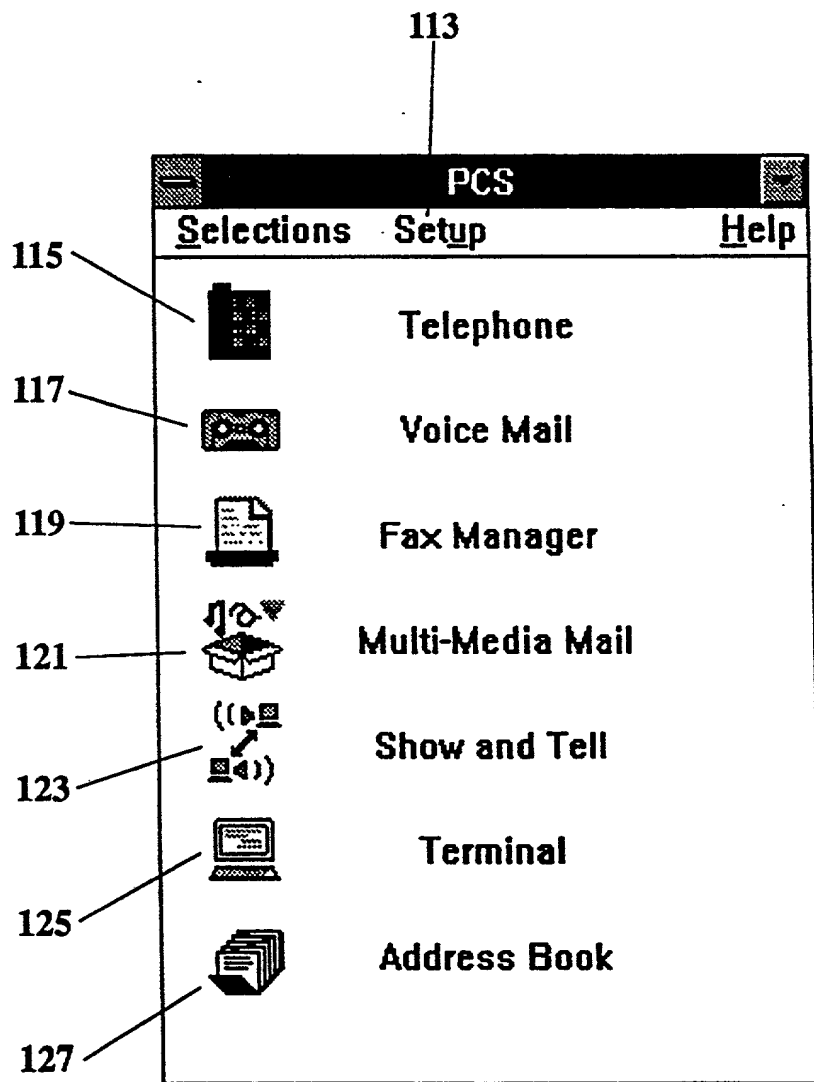 113
PCS
Selections Setup Help
115
Telephone
117
Voice Mail
119
Fax Manager
121
Multi-Media Mail
123
Show and Tell
125
Terminal
127
Address Book